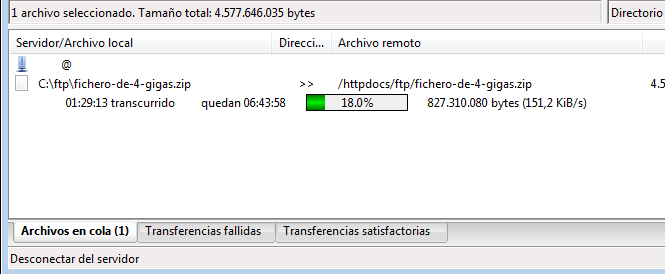 1 archivo seleccionado. Tamaño total: 4.577.646.035 bytes
Directorio
Servidor/Archivo local Direcci... Archivo remoto
@
C:\ftp\fichero-de-4-gigas.zip >> /httpdocs/ftp/fichero-de-4-gigas.zip 4.5
01:29:13 transcurrido quedan 06:43:58 18.0% 827.310.080 bytes (151,2 KiB/s)
Archivos en cola (1) Transferencias fallidas Transferencias satisfactorias
Desconectar del servidor